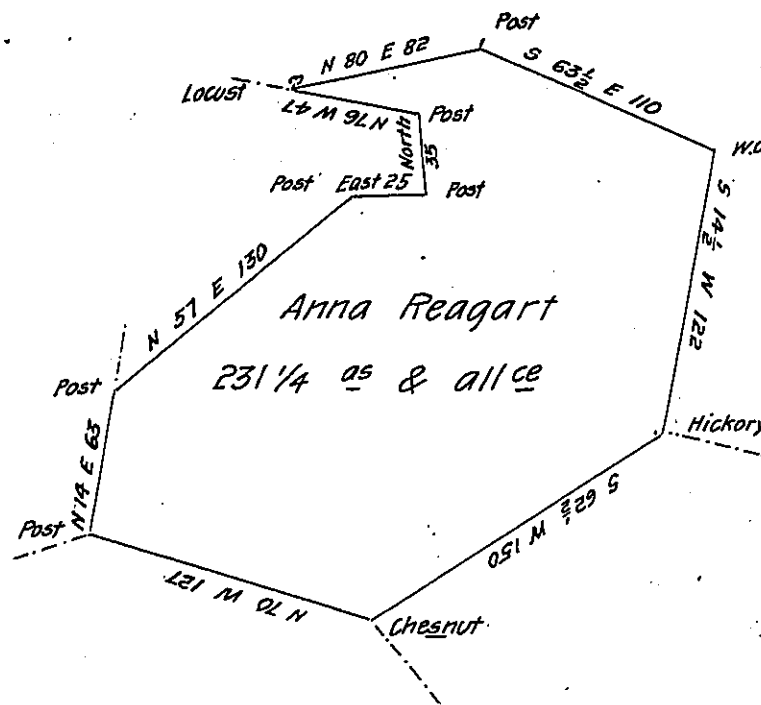 Post
N 80 E 82
S 63½ E 110
Locust
N 76 W 47
Post
North
35
W.O
Post
East 25
Post
S 14½ W 122
N 57 E 130
Anna Reagart
231 1/4 as & allce
Post
Hickory
N 14 E 63
S 62½ W 150
Post
N 70 W 127
Chesnut